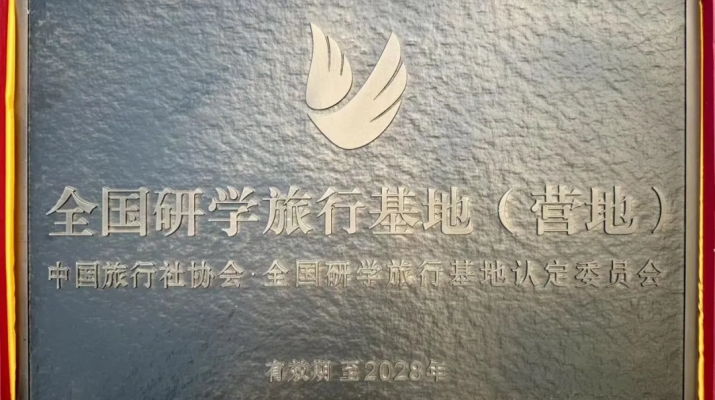 全国研学旅行基地（营地）
中国旅行社协会·全国研学旅行基地认定委员会
有效期 至2028年